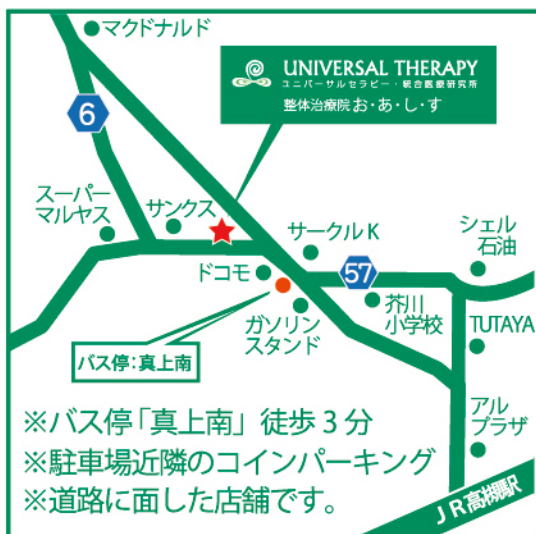 マクドナルド
UNIVERSAL THERAPY
ユニバーサルセラピー・統合医療研究所
整体治療院 お・あ・し・す
6
スーパー
マルヤス
サンクス
サークルK
シェル
石油
ドコモ
57
ガソリン
スタンド
芥川
小学校
TUTAYA
バス停:真上南
アル
プラザ
※バス停「真上南」徒歩3分
※駐車場近隣のコインパーキング
※道路に面した店舗です。
JR高槻駅